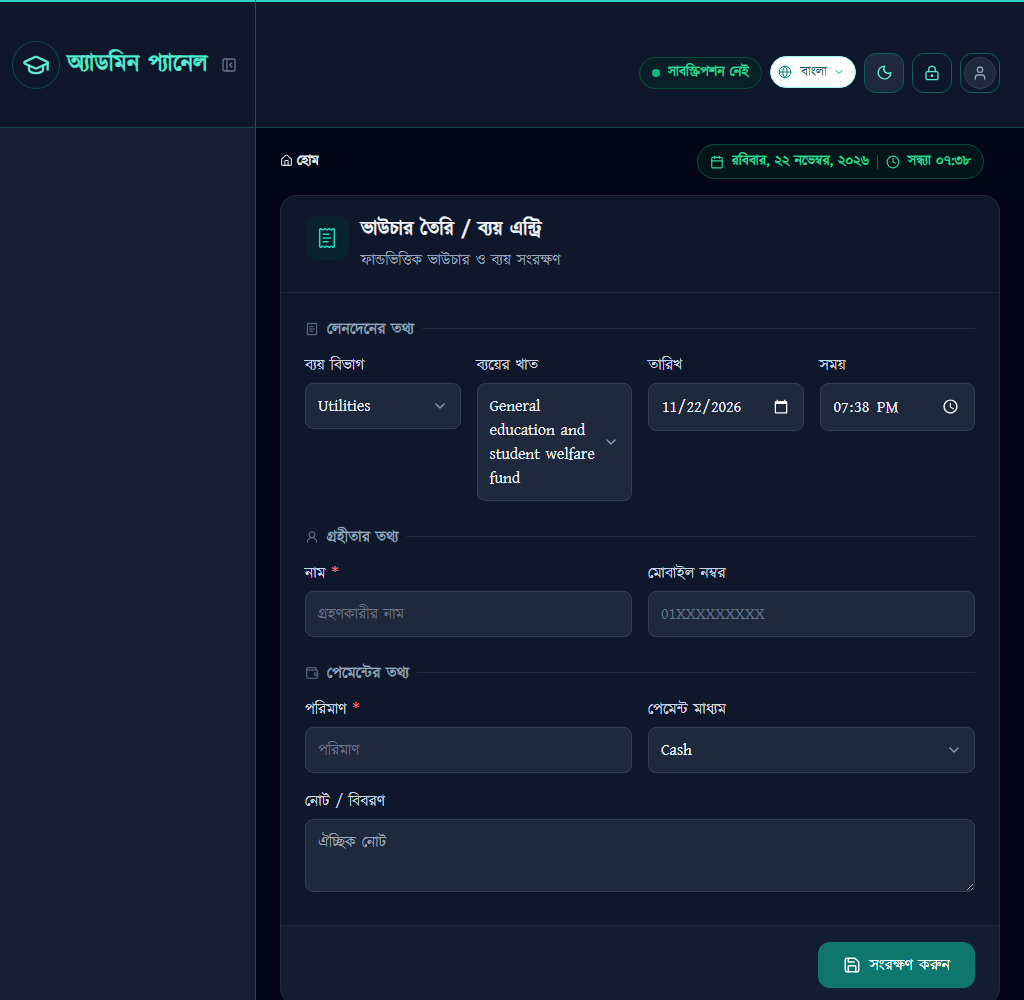 অ্যাডমিন প্যানেল
সাবস্ক্রিপশন নেই
বাংলা
হোম
রবিবার, ২২ নভেম্বর, ২০২৬
সন্ধ্যা ০৭:৩৮
ভাউচার তৈরি / ব্যয় এন্ট্রি
ফান্ডভিত্তিক ভাউচার ও ব্যয় সংরক্ষণ
লেনদেনের তথ্য
ব্যয় বিভাগ
ব্যয়ের খাত
তারিখ
সময়
Utilities
General
education and
student welfare
fund
11/22/2026
07:38 PM
গ্রহীতার তথ্য
নাম *
মোবাইল নম্বর
গ্রহণকারীর নাম
01XXXXXXXXX
পেমেন্টের তথ্য
পরিমাণ *
পেমেন্ট মাধ্যম
পরিমাণ
Cash
নোট / বিবরণ
ঐচ্ছিক নোট
সংরক্ষণ করুন